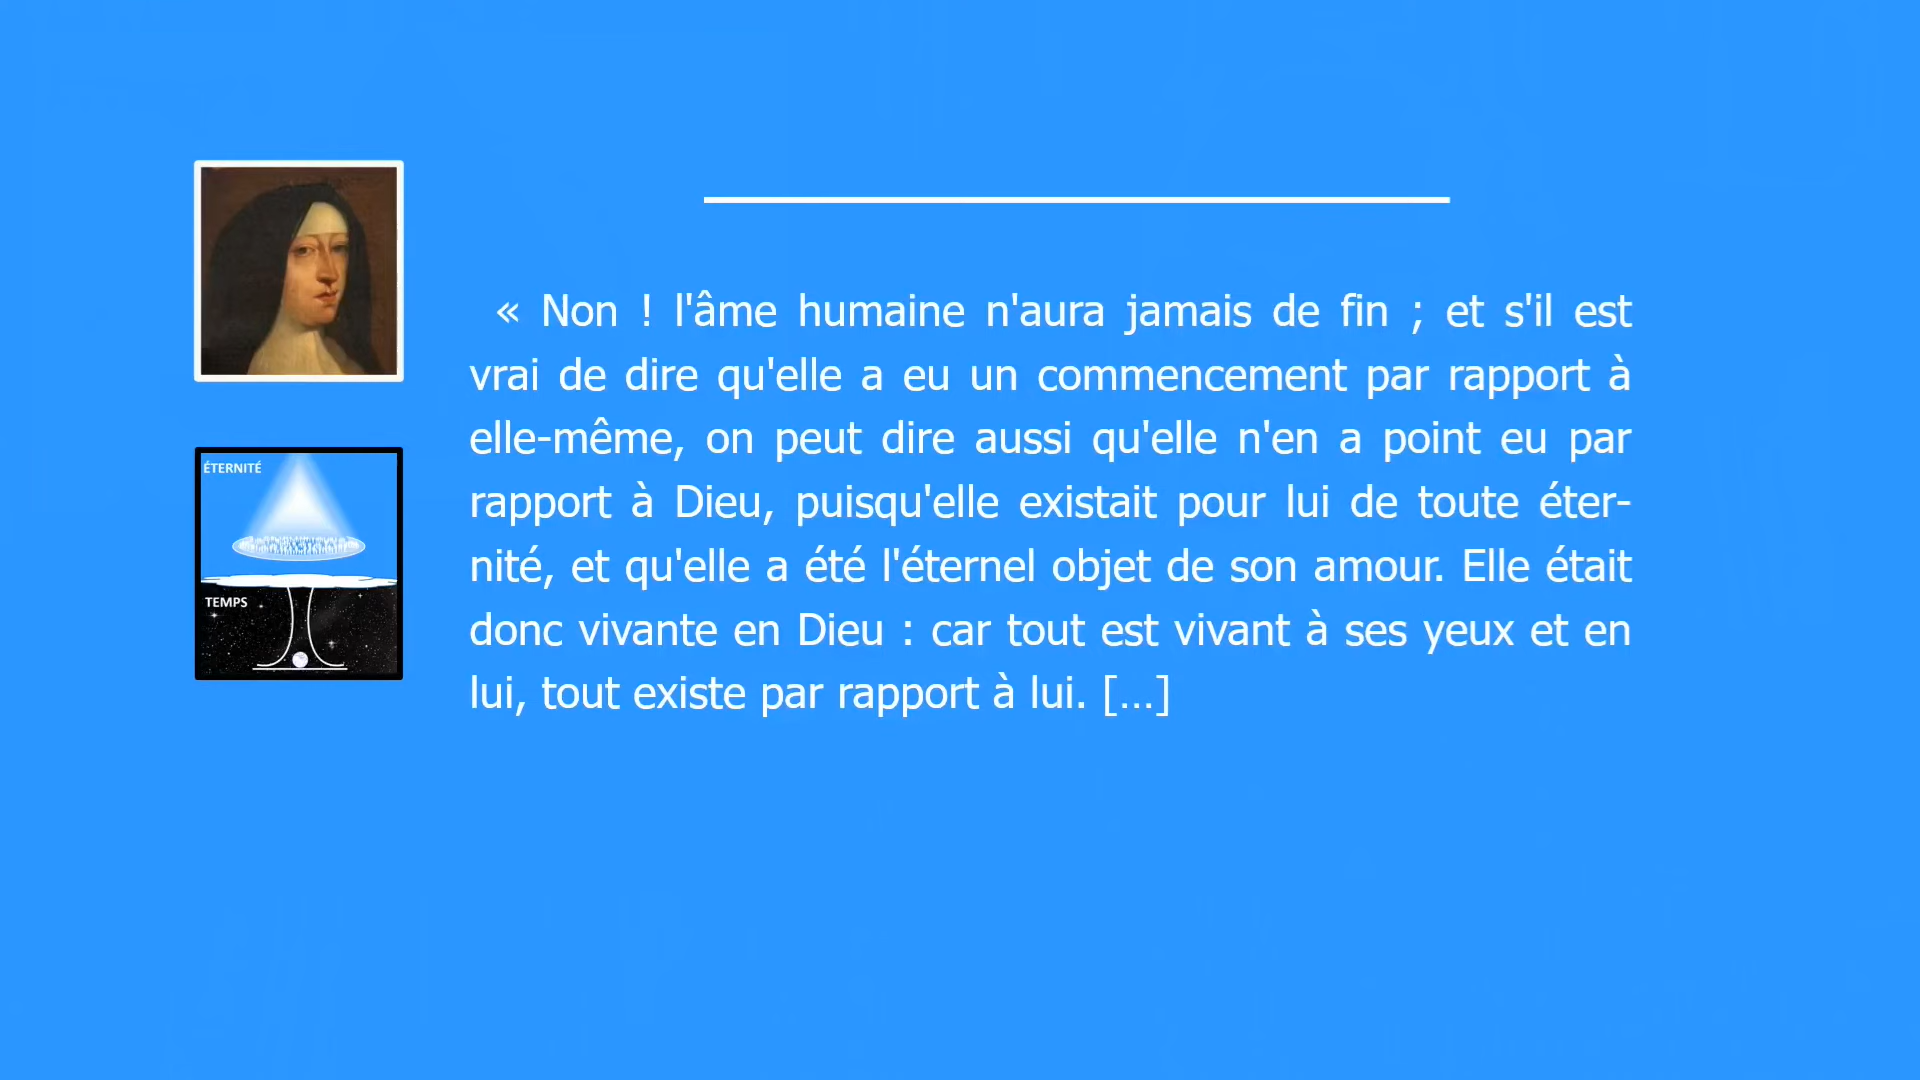 ÉTERNITÉ
TEMPS
« Non ! l'âme humaine n'aura jamais de fin ; et s'il est
vrai de dire qu'elle a eu un commencement par rapport à
elle-même, on peut dire aussi qu'elle n'en a point eu par
rapport à Dieu, puisqu'elle existait pour lui de toute éter-
nité, et qu'elle a été l'éternel objet de son amour. Elle était
donc vivante en Dieu : car tout est vivant à ses yeux et en
lui, tout existe par rapport à lui. [...]